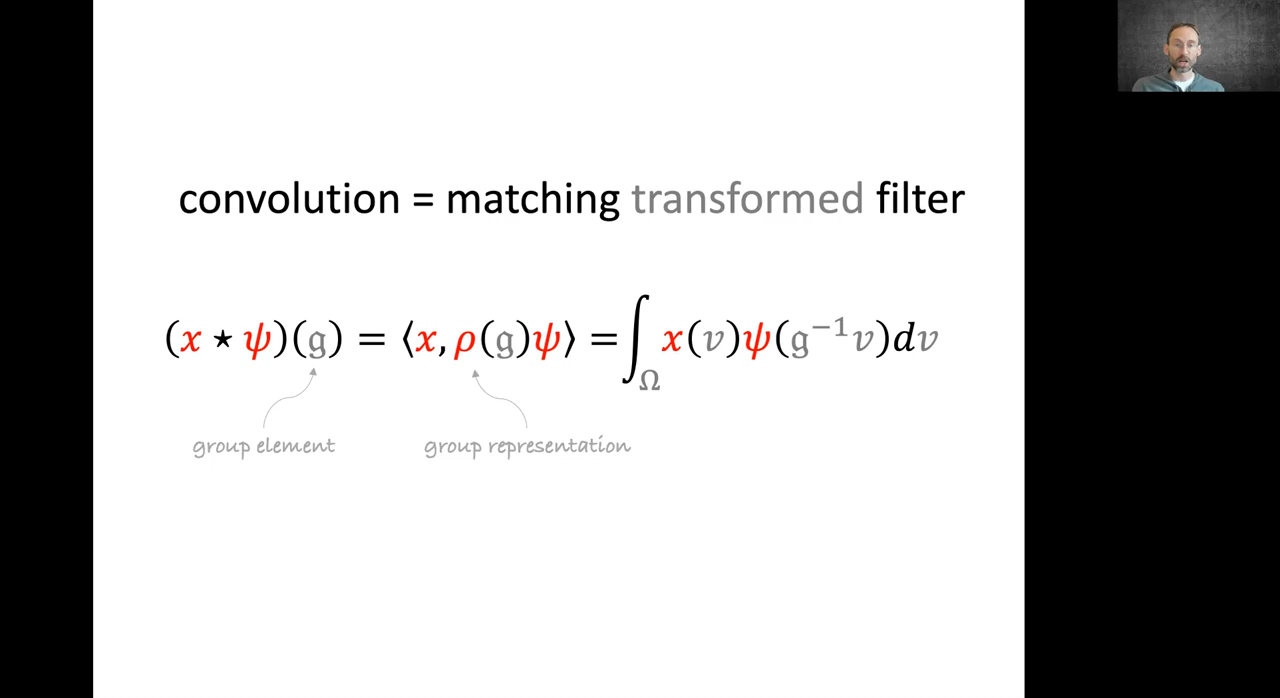 convolution = matching transformed filter
(x ⋆ ψ)(𝔤) = ⟨x, ρ(𝔤)ψ⟩ = ∫_Ω x(v)ψ(𝔤⁻¹v)dv
group element group representation